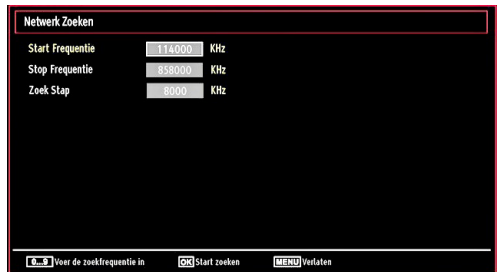 Netwerk Zoeken
Start Frequentie 114000 KHz
Stop Frequentie 858000 KHz
Zoek Stap 8000 KHz
0...9 Voer de zoekfrequentie in OK Start zoeken MENU Verlaten